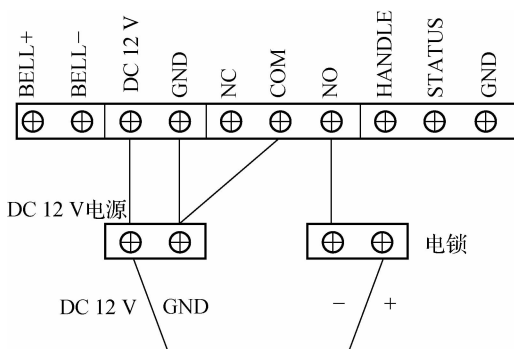 BELL+
BELL−
DC 12 V
GND
NC
COM
NO
HANDLE
STATUS
GND
DC 12 V电源
电锁
DC 12 V
GND
−
+